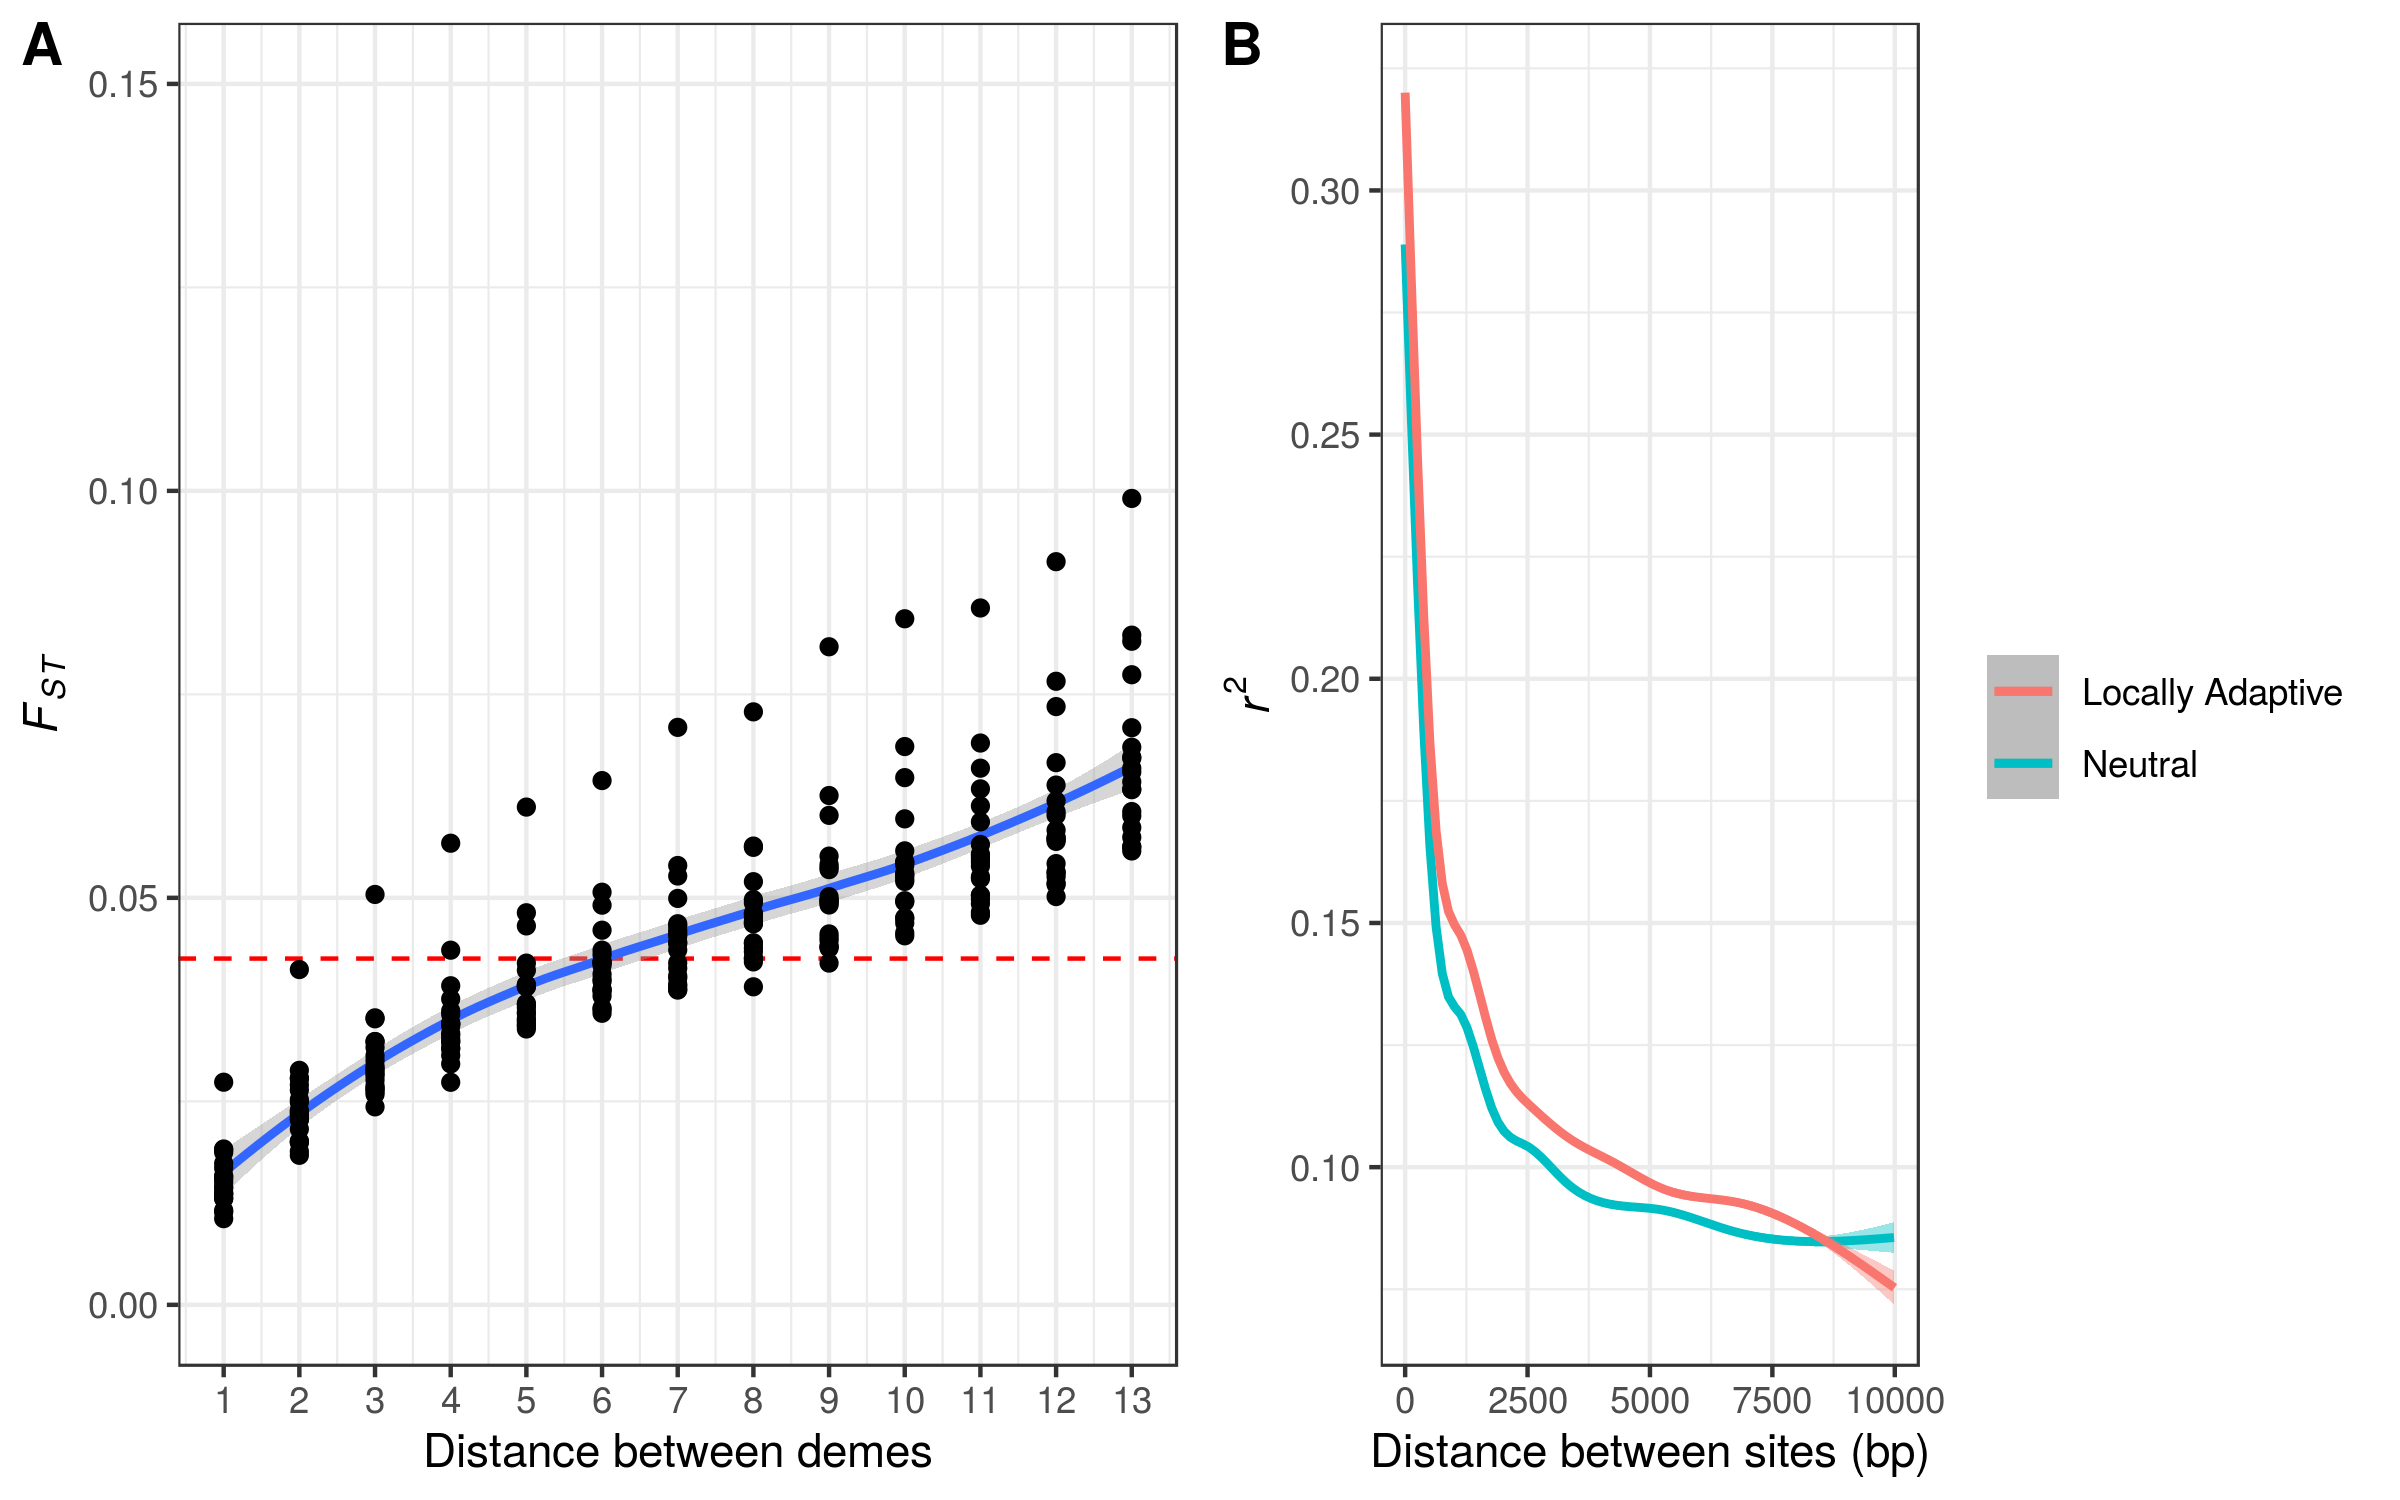 A
0.15
0.10
0.05
0.00
F_ST
1 2 3 4 5 6 7 8 9 10 11 12 13
Distance between demes
B
0.30
0.25
0.20
0.15
0.10
r²
0 2500 5000 7500 10000
Distance between sites (bp)
Locally Adaptive
Neutral